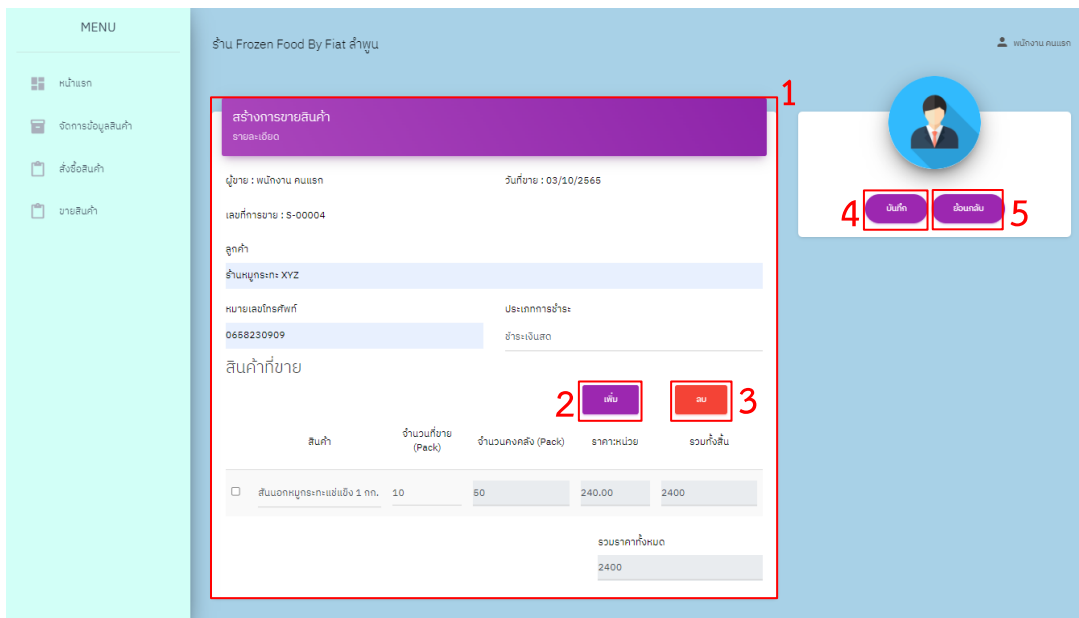 MENU
หน้าแรก
จัดการข้อมูลสินค้า
สั่งซื้อสินค้า
ขายสินค้า
ร้าน Frozen Food By Fiat ลำพูน
พนักงาน คนแรก
1
สร้างการขายสินค้า
รายละเอียด
ผู้ขาย : พนักงาน คนแรก วันที่ขาย : 03/10/2565
เลขที่การขาย : S-00004
ลูกค้า
ร้านหมูกระทะ XYZ
หมายเลขโทรศัพท์ ประเภทการชำระ
0658230909 ชำระเงินสด
สินค้าที่ขาย
2 เพิ่ม ลบ 3
สินค้า จำนวนที่ขาย (Pack) จำนวนคงคลัง (Pack) ราคา:หน่วย รวมทั้งสิ้น
สันนอกหมูกระทะแช่แข็ง 1 กก. 10 50 240.00 2400
รวมราคาทั้งหมด
2400
4 บันทึก ย้อนกลับ 5